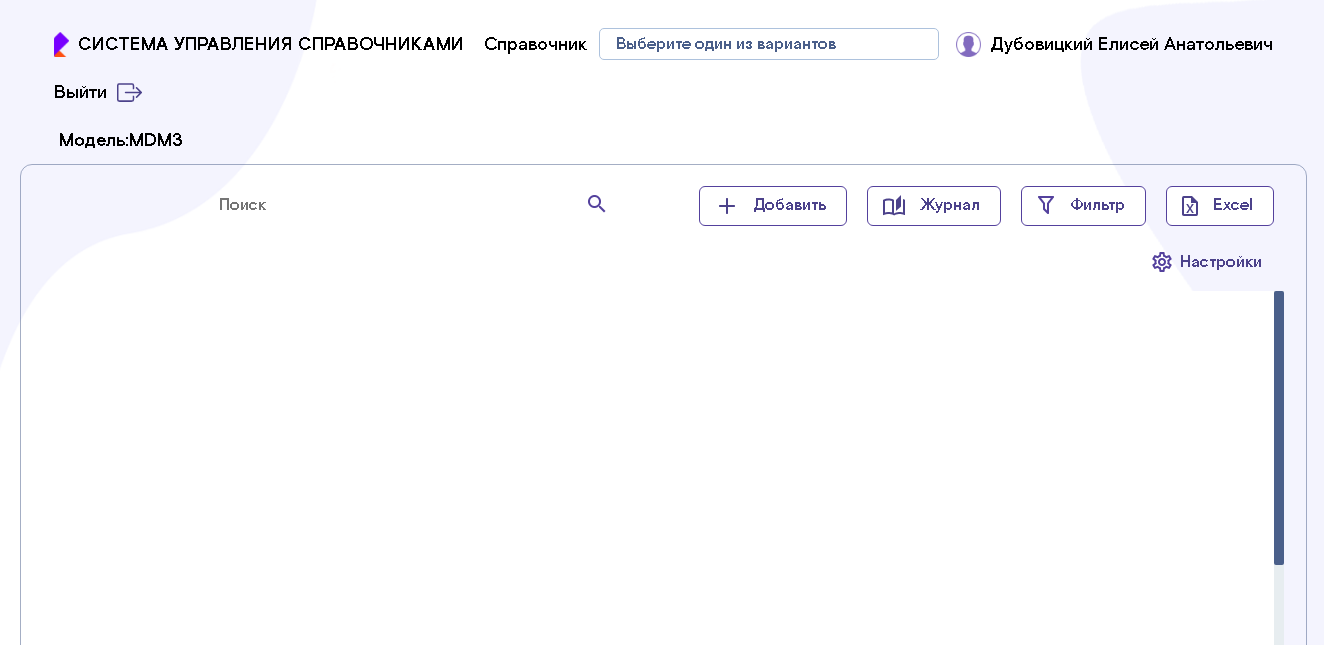 СИСТЕМА УПРАВЛЕНИЯ СПРАВОЧНИКАМИ Справочник Выберите один из вариантов Дубовицкий Елисей Анатольевич
Выйти
Модель:MDM3
Поиск Добавить Журнал Фильтр Excel
Настройки